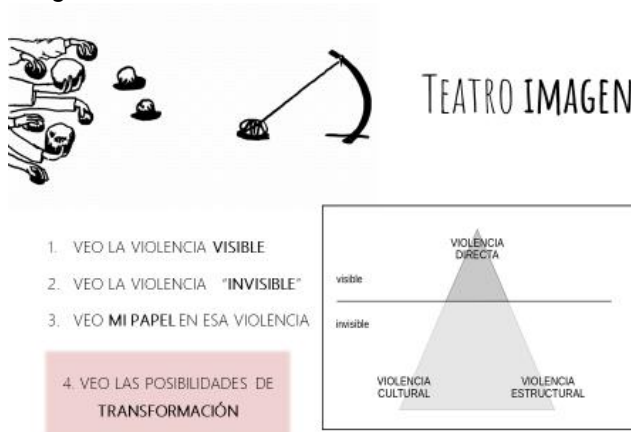 TEATRO IMAGEN
1. VEO LA VIOLENCIA VISIBLE
2. VEO LA VIOLENCIA "INVISIBLE"
3. VEO MI PAPEL EN ESA VIOLENCIA
4. VEO LAS POSIBILIDADES DE
TRANSFORMACIÓN
VIOLENCIA
DIRECTA
visible
invisible
VIOLENCIA
CULTURAL
VIOLENCIA
ESTRUCTURAL